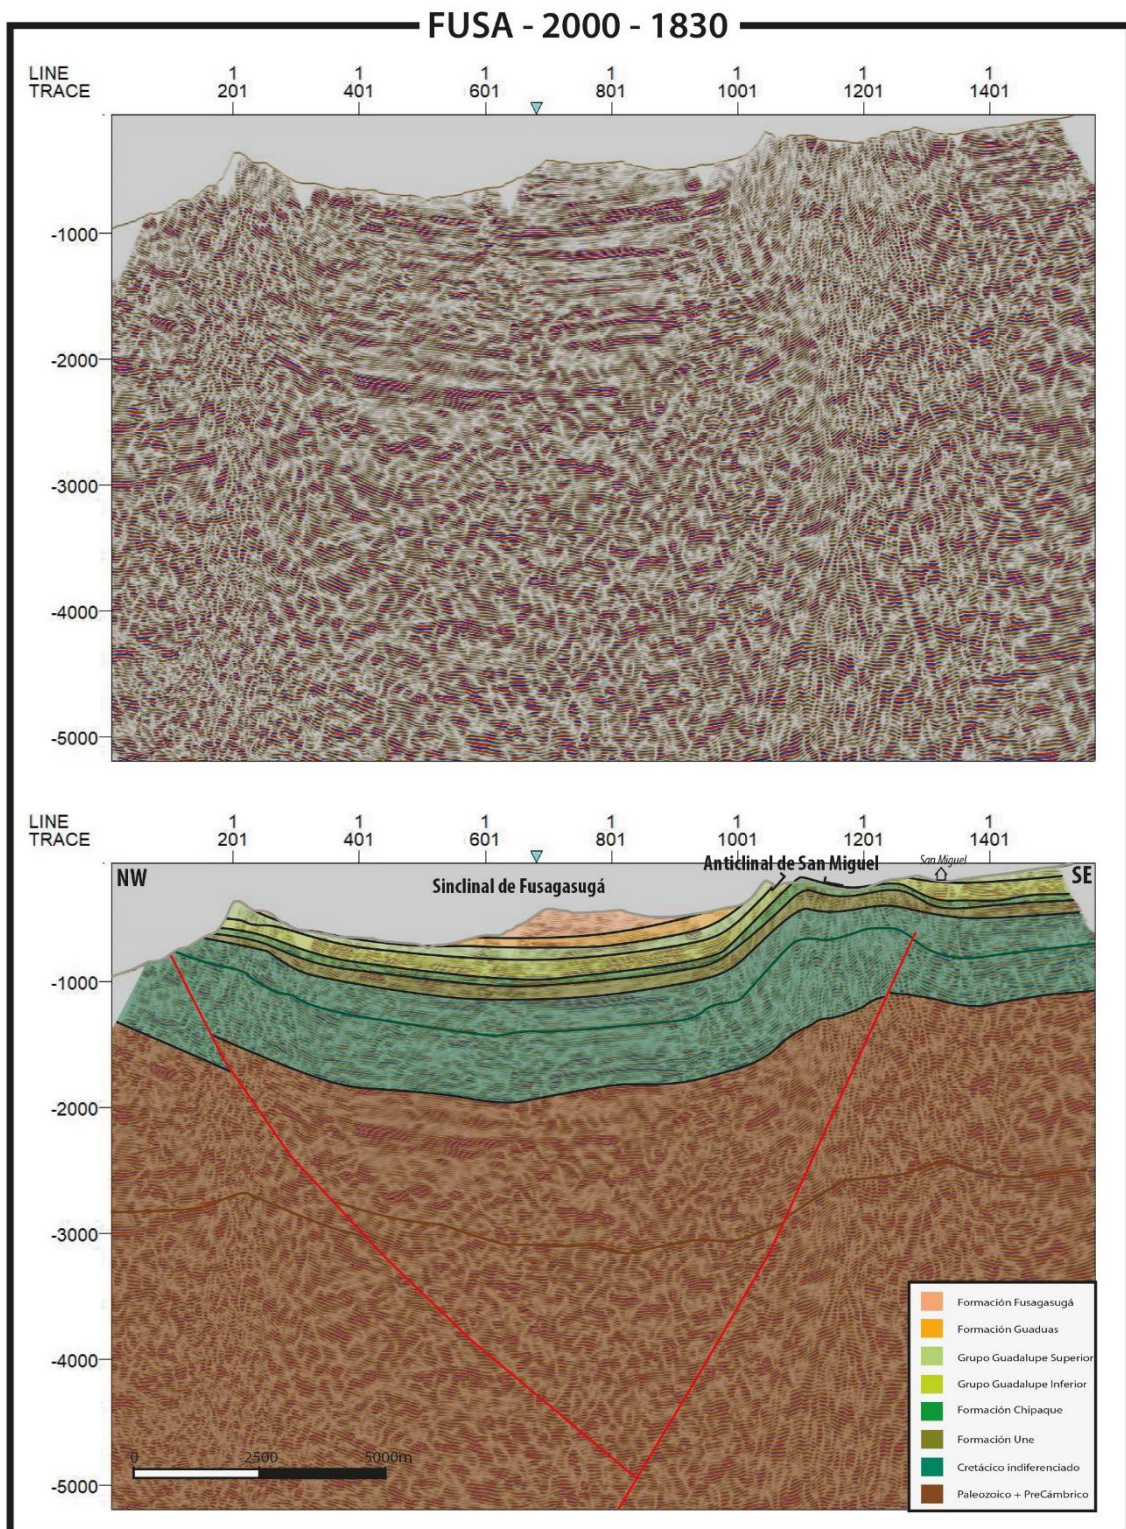 FUSA - 2000 - 1830
LINE 1 1 1 1 1 1 1
TRACE 201 401 601 801 1001 1201 1401
-1000
-2000
-3000
-4000
-5000
LINE 1 1 1 1 1 1 1
TRACE 201 401 601 801 1001 1201 1401
NW Sinclinal de Fusagasugá Anticlinal de San Miguel San Miguel SE
-1000
-2000
-3000
Formación Fusagasugá
Formación Guaduas
Grupo Guadalupe Superior
-4000
Grupo Guadalupe Inferior
Formación Chipaque
Formación Une
0 2500 5000m
Cretácico indiferenciado
-5000
Paleozoico + PreCámbrico